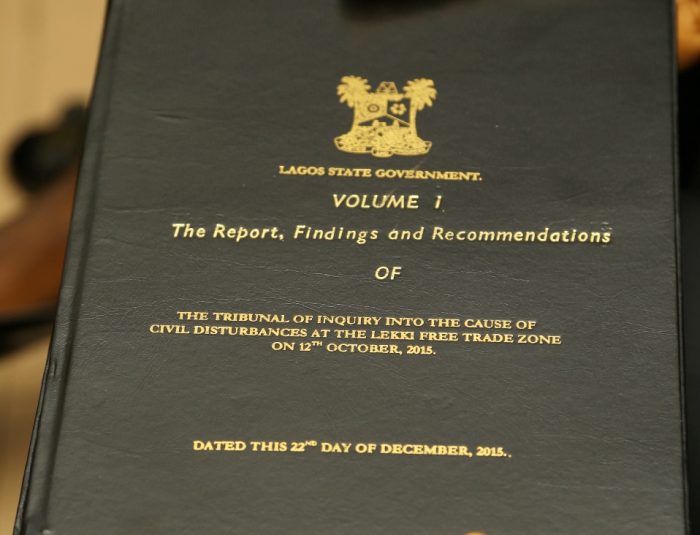 LAGOS STATE GOVERNMENT.
VOLUME 1
The Report, Findings and Recommendations
OF
THE TRIBUNAL OF INQUIRY INTO THE CAUSE OF
CIVIL DISTURBANCES AT THE LEKKI FREE TRADE ZONE
ON 12TH OCTOBER, 2015.
DATED THIS 22ND DAY OF DECEMBER, 2015..